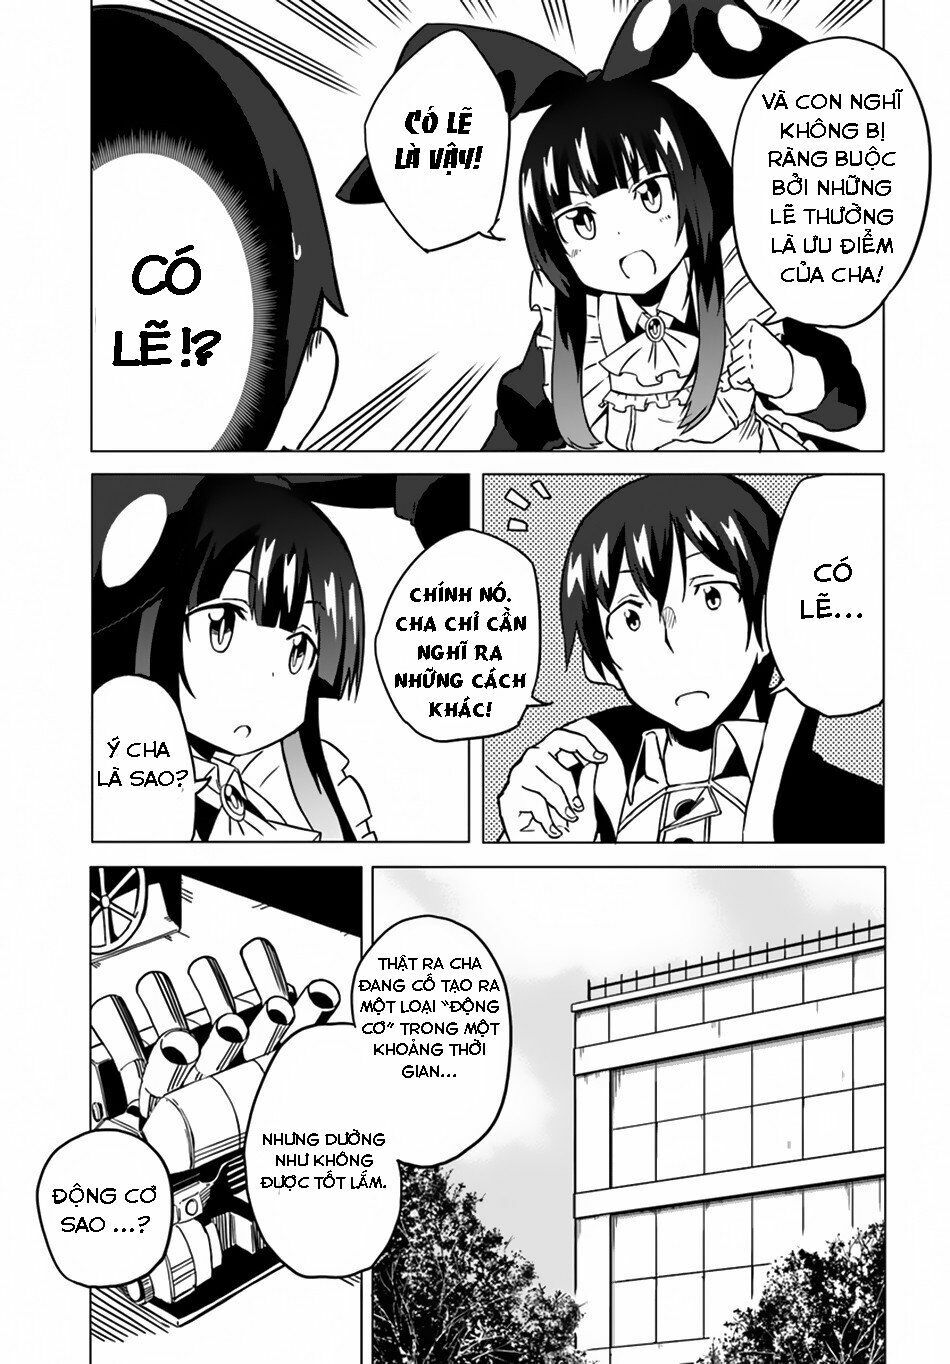 VÀ CON NGHĨ
KHÔNG BỊ
RÀNG BUỘC
BỞI NHỮNG
LẼ THƯỜNG
LÀ ƯU ĐIỂM
CỦA CHA!
CÓ LẼ
LÀ VẬY!
CÓ
LẼ!?
CÓ
LẼ...
CHÍNH NÓ.
CHA CHỈ CẦN
NGHĨ RA
NHỮNG CÁCH
KHÁC!
Ý CHA
LÀ SAO?
THẬT RA CHA
ĐANG CỐ TẠO RA
MỘT LOẠI “ĐỘNG
CƠ” TRONG MỘT
KHOẢNG THỜI
GIAN...
NHƯNG DƯỜNG
NHƯ KHÔNG
ĐƯỢC TỐT LẮM.
ĐỘNG CƠ
SAO ...?